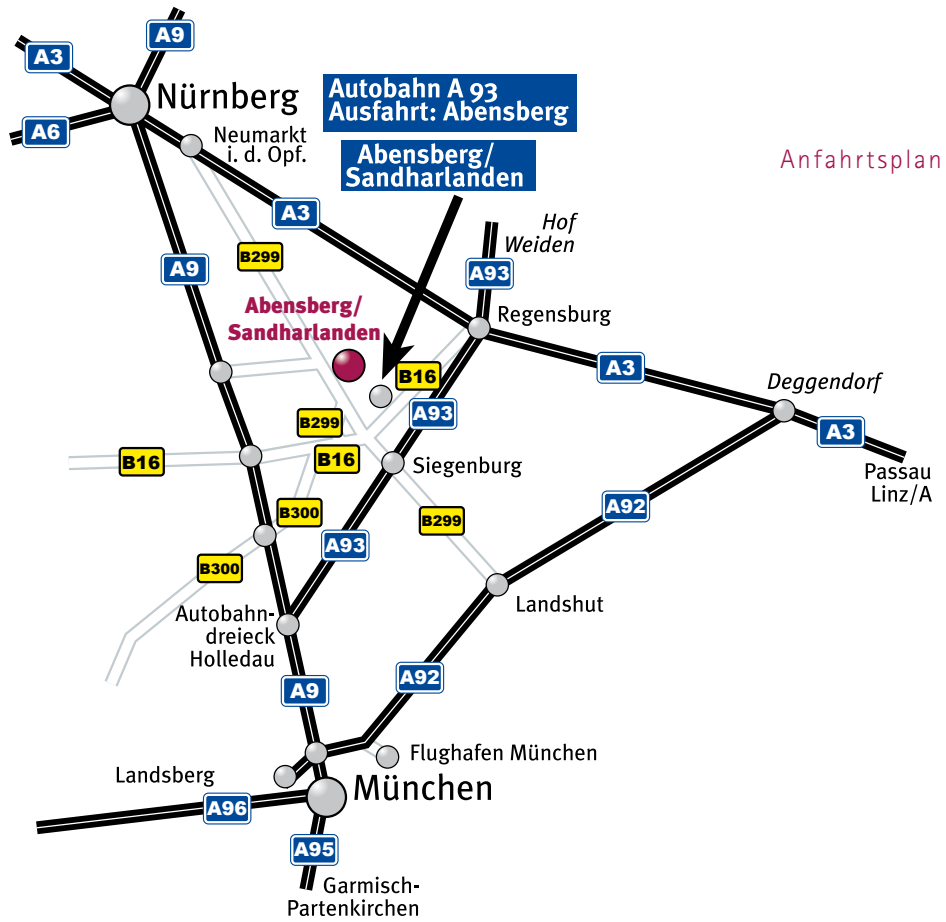 A9
A3
Nürnberg
A6
Neumarkt
i. d. Opf.
Autobahn A 93
Ausfahrt: Abensberg
Abensberg/
Sandharlanden
Anfahrtsplan
A3
Hof
Weiden
B299
A9
A93
Abensberg/
Sandharlanden
Regensburg
A3
B16
Deggendorf
A93
B299
A3
B16
B16
Siegenburg
Passau
Linz/A
A92
B300
B299
A93
B300
Landshut
Autobahn-
dreieck
Holledau
A92
A9
Flughafen München
Landsberg
München
A96
A95
Garmisch-
Partenkirchen